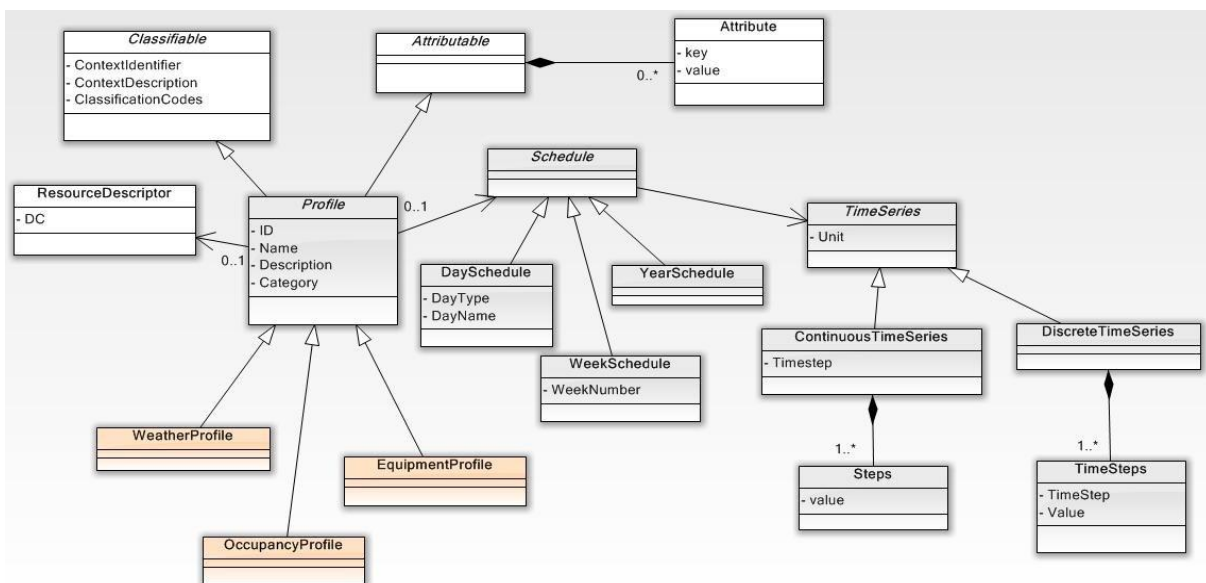 Classifiable
- ContextIdentifier
- ContextDescription
- ClassificationCodes
Attributable
0..*
Attribute
- key
- value
ResourceDescriptor
- DC
0..1
Profile
- ID
- Name
- Description
- Category
0..1
Schedule
TimeSeries
- Unit
DaySchedule
- DayType
- DayName
YearSchedule
WeekSchedule
- WeekNumber
ContinuousTimeSeries
- Timestep
DiscreteTimeSeries
WeatherProfile
EquipmentProfile
OccupancyProfile
1..*
Steps
- value
1..*
TimeSteps
- TimeStep
- Value